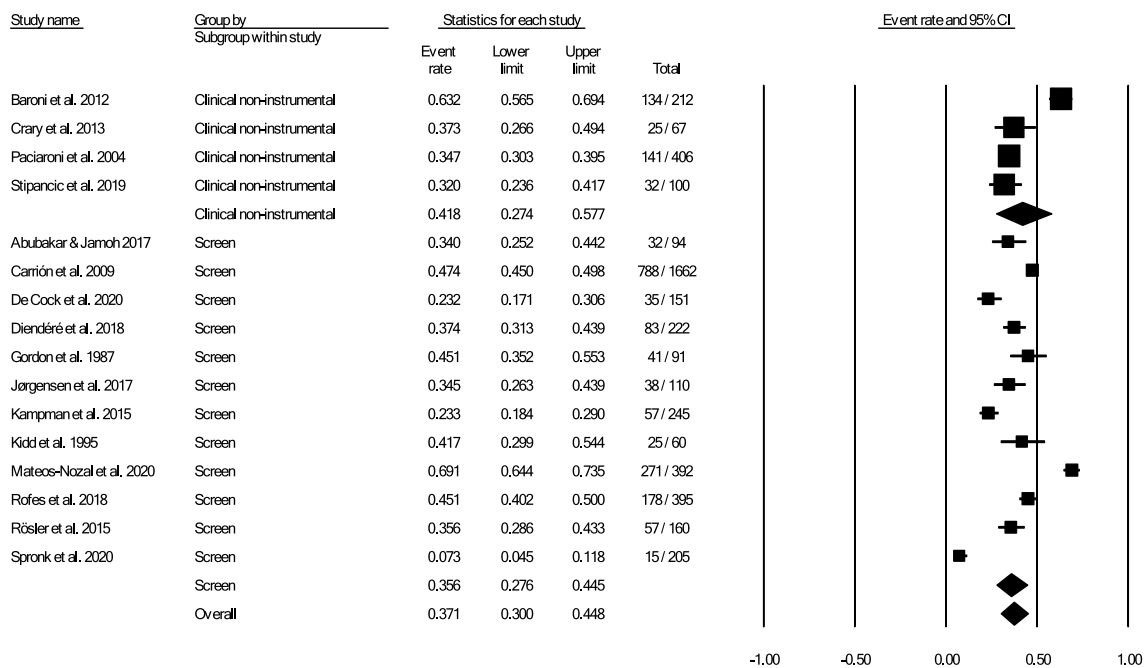 Study name Group by Statistics for each study Event rate and 95% CI
Subgroup within study
Event Lower Upper
rate limit limit Total
Baroni et al. 2012 Clinical non-instrumental 0.632 0.565 0.694 134 / 212
Crary et al. 2013 Clinical non-instrumental 0.373 0.266 0.494 25 / 67
Paciaroni et al. 2004 Clinical non-instrumental 0.347 0.303 0.395 141 / 406
Stipancic et al. 2019 Clinical non-instrumental 0.320 0.236 0.417 32 / 100
Clinical non-instrumental 0.418 0.274 0.577
Abubakar & Jamoh 2017 Screen 0.340 0.252 0.442 32 / 94
Carrión et al. 2009 Screen 0.474 0.450 0.498 788 / 1662
De Cock et al. 2020 Screen 0.232 0.171 0.306 35 / 151
Diendéré et al. 2018 Screen 0.374 0.313 0.439 83 / 222
Gordon et al. 1987 Screen 0.451 0.352 0.553 41 / 91
Jørgensen et al. 2017 Screen 0.345 0.263 0.439 38 / 110
Kampman et al. 2015 Screen 0.233 0.184 0.290 57 / 245
Kidd et al. 1995 Screen 0.417 0.299 0.544 25 / 60
Mateos-Nozal et al. 2020 Screen 0.691 0.644 0.735 271 / 392
Rofes et al. 2018 Screen 0.451 0.402 0.500 178 / 395
Rösler et al. 2015 Screen 0.356 0.286 0.433 57 / 160
Spronk et al. 2020 Screen 0.073 0.045 0.118 15 / 205
Screen 0.356 0.276 0.445
Overall 0.371 0.300 0.448
-1.00 -0.50 0.00 0.50 1.00